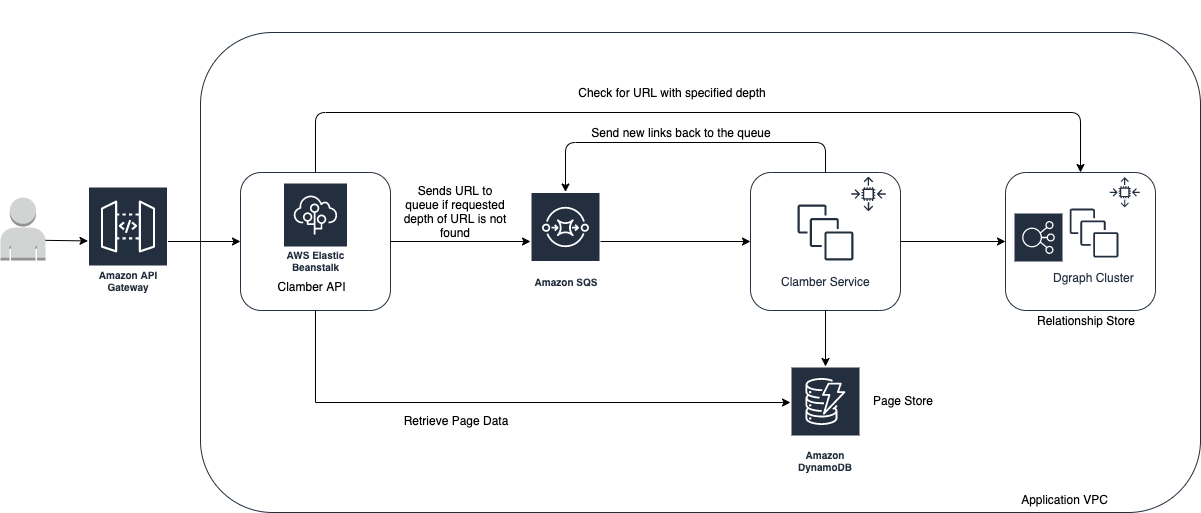 Check for URL with specified depth
Send new links back to the queue
Sends URL to
queue if requested
depth of URL is not
found
AWS Elastic
Beanstalk
Clamber API
Amazon API
Gateway
Amazon SQS
Clamber Service
Dgraph Cluster
Relationship Store
Retrieve Page Data
Page Store
Amazon
DynamoDB
Application VPC